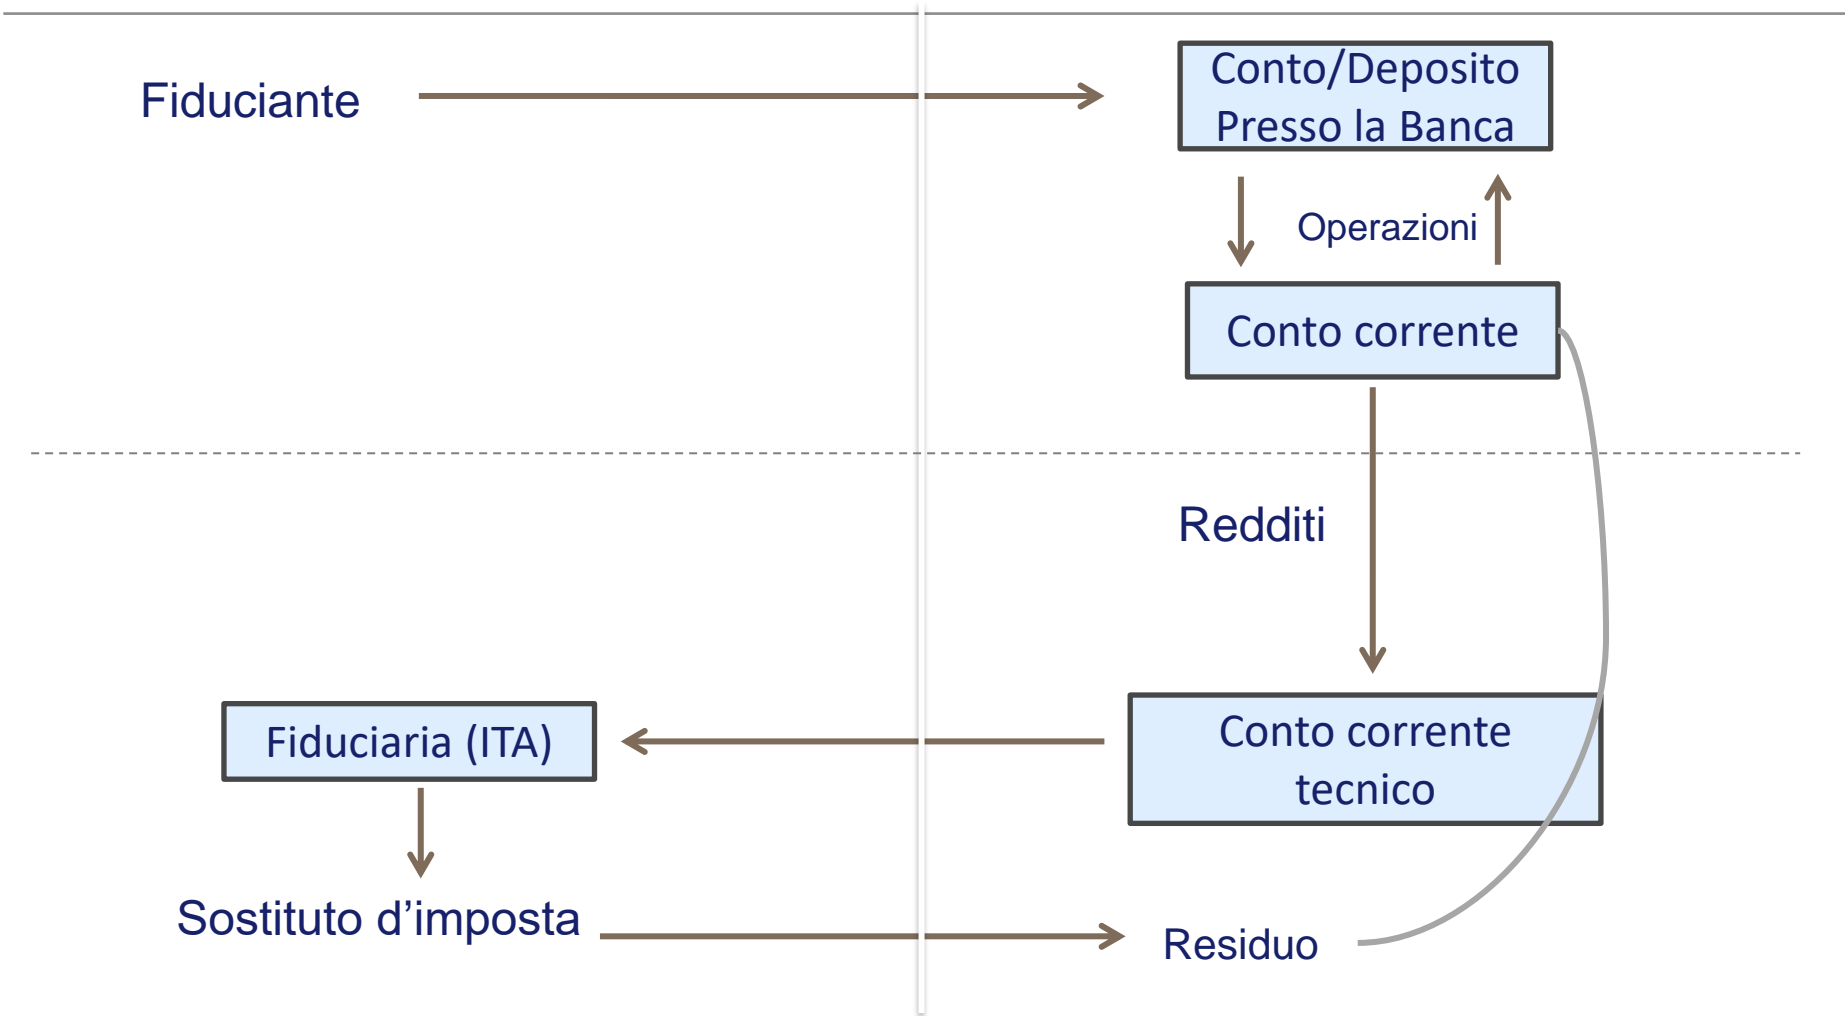 Fiduciante
Conto/Deposito
Presso la Banca
Operazioni
Conto corrente
Redditi
Fiduciaria (ITA)
Conto corrente
tecnico
Sostituto d’imposta
Residuo